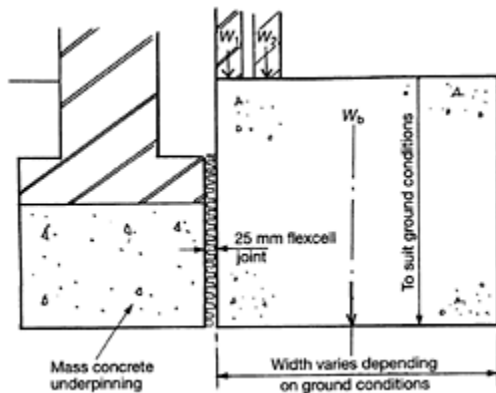 W1 W2
Wb
To suit ground conditions
25 mm flexcell
joint
Mass concrete
underpinning
Width varies depending
on ground conditions